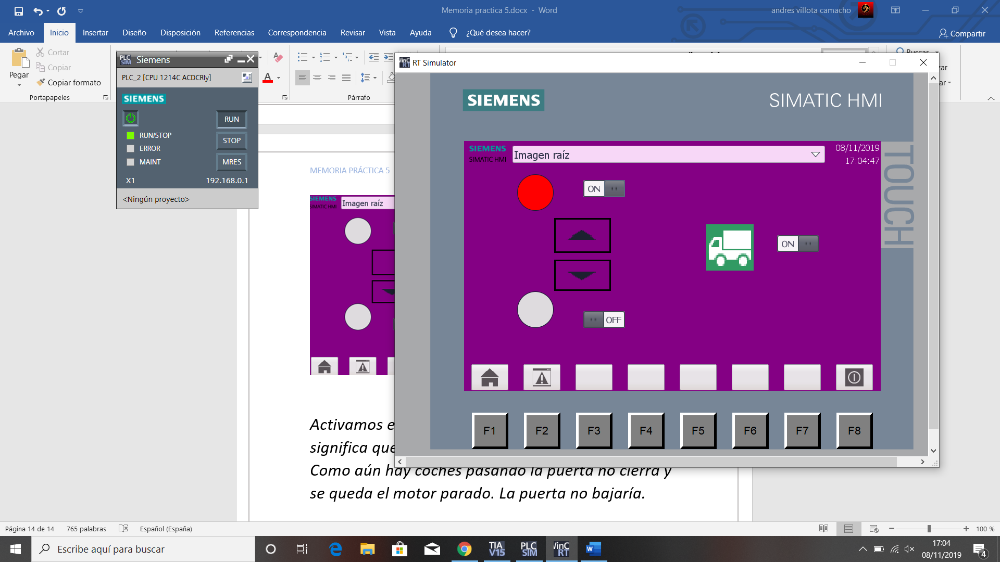 Memoria practica 5.docx - Word
andres villota camacho
Archivo Inicio Insertar Diseño Disposición Referencias Correspondencia Revisar Vista Ayuda ¿Qué desea hacer? Compartir
Pegar
Cortar
Copiar
Copiar formato
Portapapeles
Párrafo
Buscar
PLC SIM Siemens
PLC_2 [CPU 1214C ACDCRly]
SIEMENS
RUN
RUN/STOP
STOP
ERROR
MAINT
MRES
X1 192.168.0.1
<Ningún proyecto>
WinC RT RT Simulator
SIEMENS
SIMATIC HMI
TOUCH
SIEMENS
SIMATIC HMI
Imagen raíz
08/11/2019
17:04:47
ON
ON
OFF
F1 F2 F3 F4 F5 F6 F7 F8
MEMORIA PRÁCTICA 5
SIEMENS
SIMATIC HMI
Imagen raíz
Activamos e
significa que
Como aún hay coches pasando la puerta no cierra y
se queda el motor parado. La puerta no bajaría.
Página 14 de 14 765 palabras Español (España) 100 %
Escribe aquí para buscar
TIA V15
PLC SIM
WinC RT
17:04
08/11/2019
4